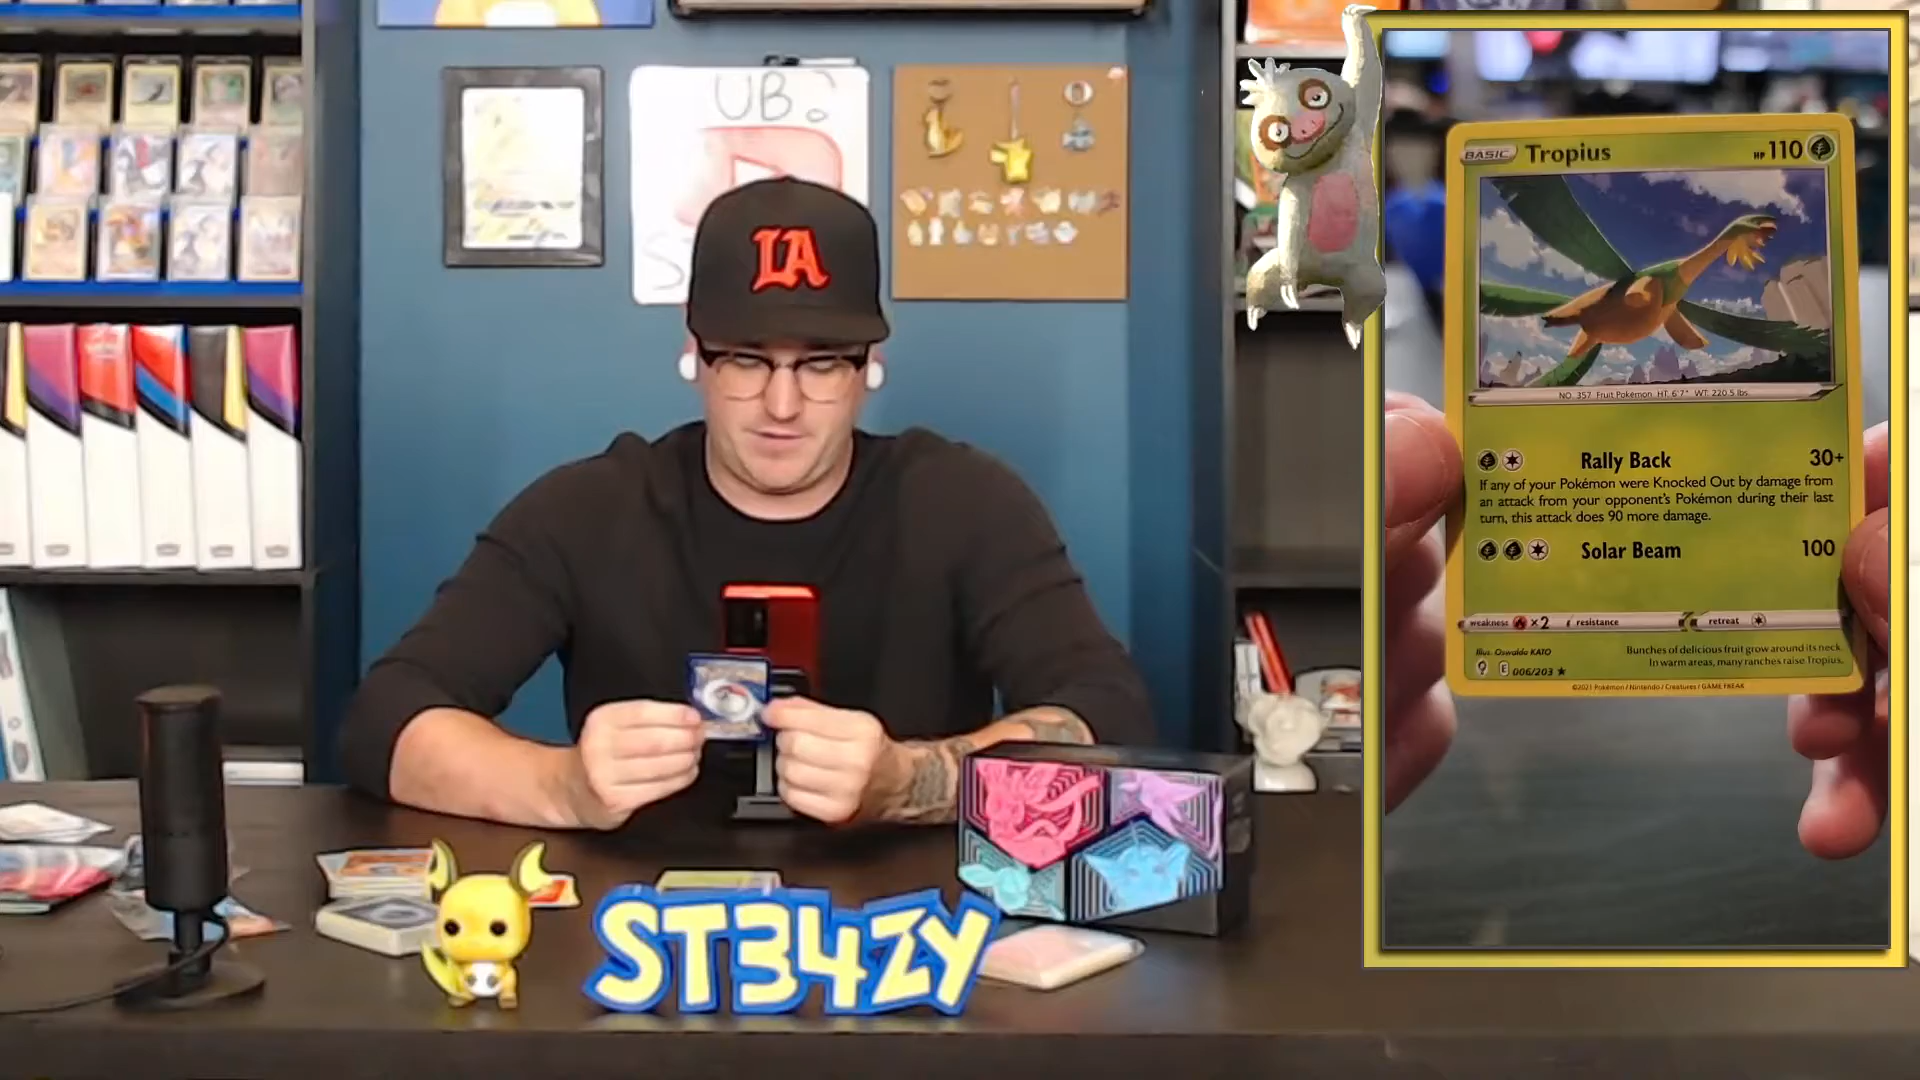 UB?
S
LA
ST34ZY
BASIC Tropius HP 110
NO. 357 Fruit Pokémon HT: 6'7" WT: 220.5 lbs
Rally Back 30+
If any of your Pokémon were Knocked Out by damage from
an attack from your opponent's Pokémon during their last
turn, this attack does 90 more damage.
Solar Beam 100
weakness ×2 resistance retreat
Illus. Oswaldo KATO
Bunches of delicious fruit grow around its neck.
In warm areas, many ranches raise Tropius.
E 006/203 ★
©2021 Pokémon / Nintendo / Creatures / GAME FREAK